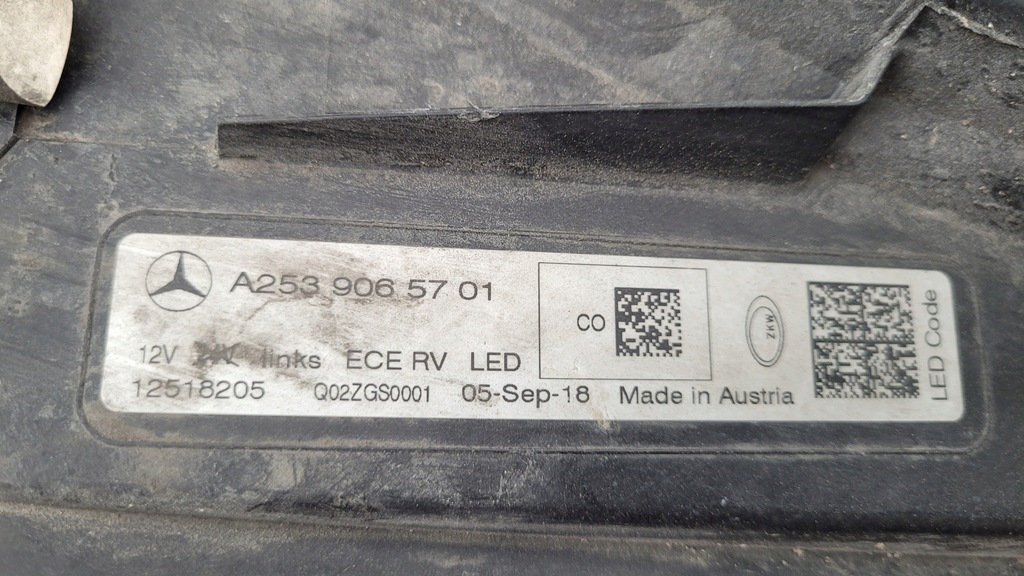 A253 906 57 01
CO
ZKW
LED Code
12V 24V links ECE RV LED
12518205 Q02ZGS0001 05-Sep-18 Made in Austria